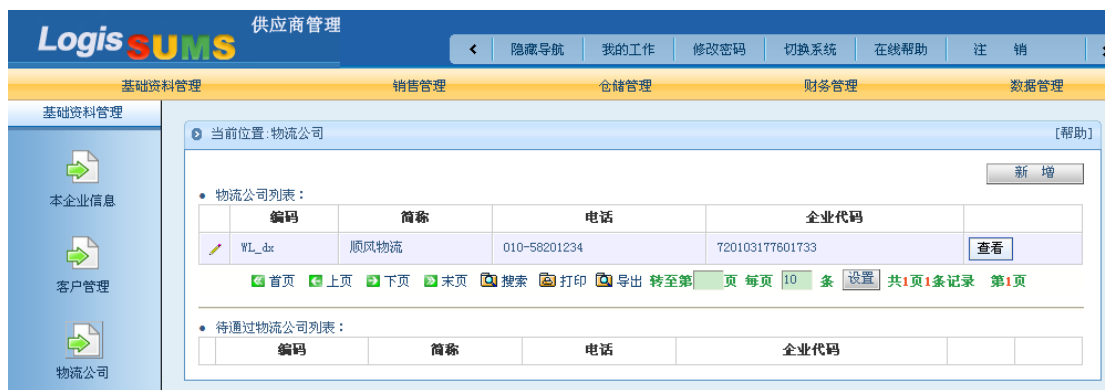 Logis SUMS 供应商管理
隐藏导航 我的工作 修改密码 切换系统 在线帮助 注 销
基础资料管理 销售管理 仓储管理 财务管理 数据管理
基础资料管理
当前位置:物流公司 [帮助]
新 增
本企业信息
物流公司列表：
编码 简称 电话 企业代码
WL_dx 顺风物流 010-58201234 720103177601733 查看
客户管理
首页 上页 下页 末页 搜索 打印 导出 转至第 页 每页 10 条 设置 共1页1条记录 第1页
待通过物流公司列表：
编码 简称 电话 企业代码
物流公司